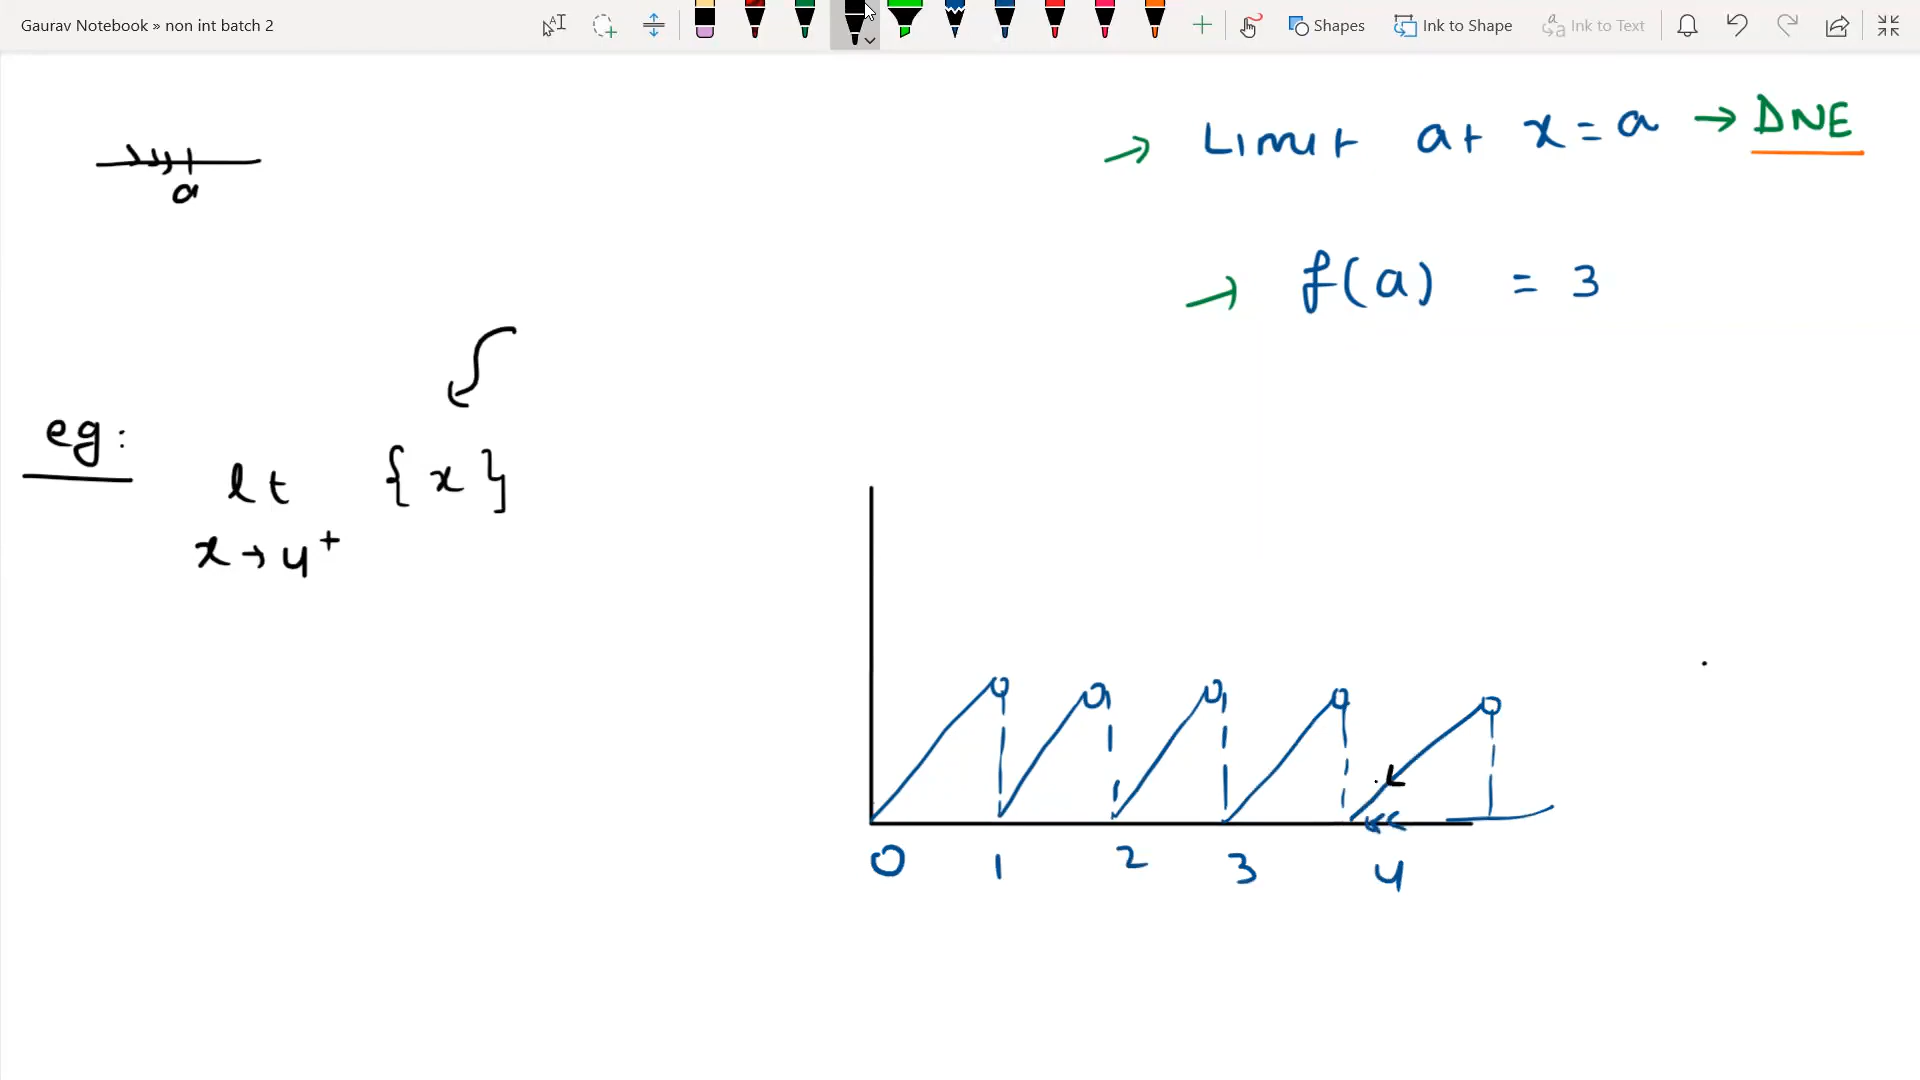 Gaurav Notebook » non int batch 2
Shapes
Ink to Shape
Ink to Text
Limit at x = a → DNE
a
→ f(a) = 3
eg:
lt {x}
x→4+
0 1 2 3 4